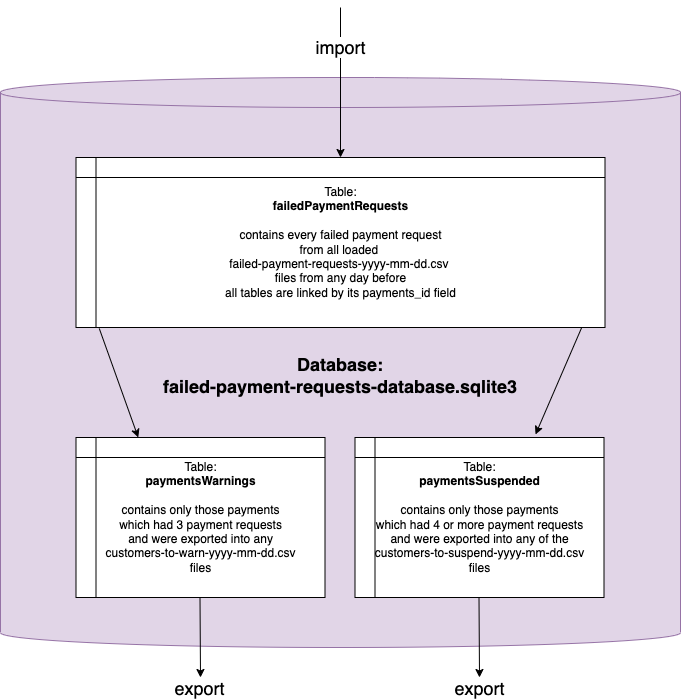 import
Table:
failedPaymentRequests
contains every failed payment request
from all loaded
failed-payment-requests-yyyy-mm-dd.csv
files from any day before
all tables are linked by its payments_id field
Database:
failed-payment-requests-database.sqlite3
Table:
paymentsWarnings
contains only those payments
which had 3 payment requests
and were exported into any
customers-to-warn-yyyy-mm-dd.csv
files
Table:
paymentsSuspended
contains only those payments
which had 4 or more payment requests
and were exported into any of the
customers-to-suspend-yyyy-mm-dd.csv
files
export
export